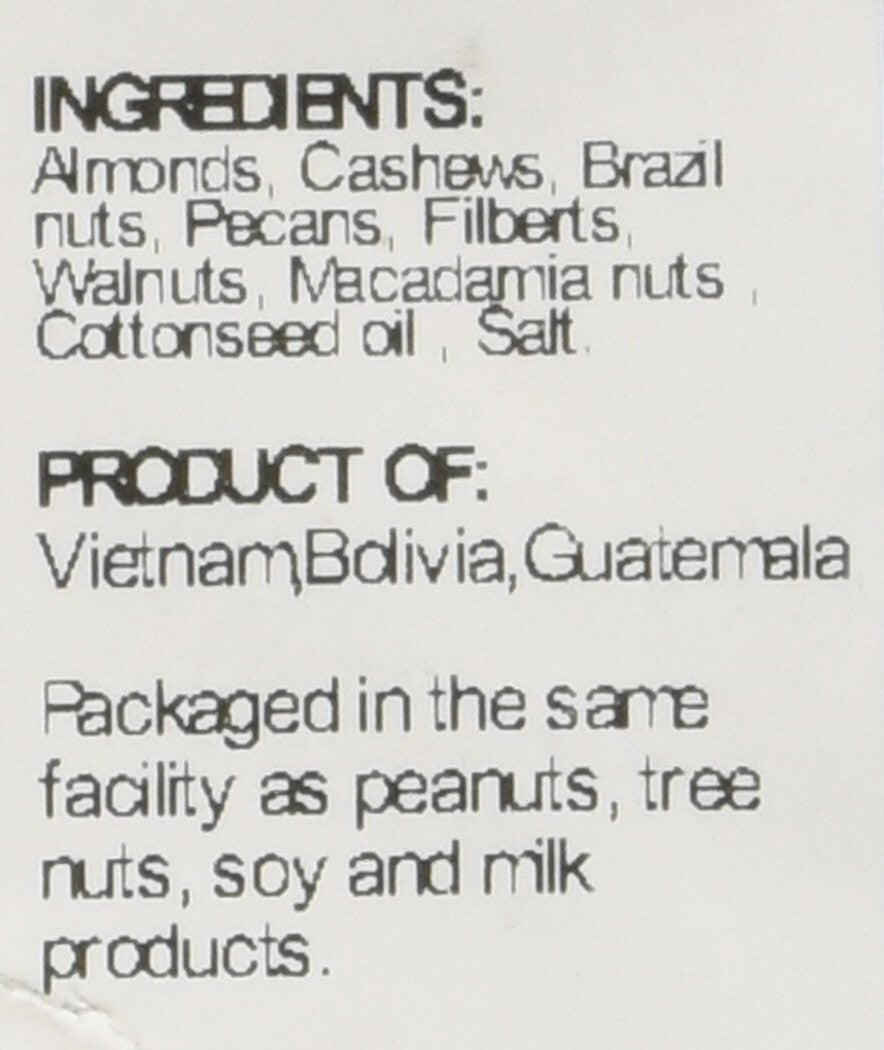 INGREDIENTS:
Almonds, Cashews, Brazil
nuts, Pecans, Filberts,
Walnuts, Macadamia nuts ,
Cottonseed oil , Salt.
PRODUCT OF:
Vietnam,Bolivia,Guatemala
Packaged in the same
facility as peanuts, tree
nuts, soy and milk
products.